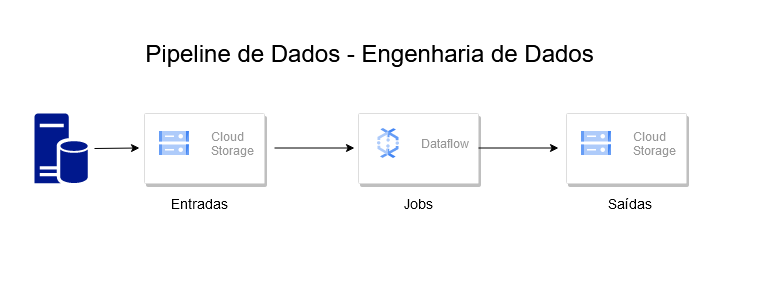 Pipeline de Dados - Engenharia de Dados
Cloud
Storage
Dataflow
Cloud
Storage
Entradas
Jobs
Saídas